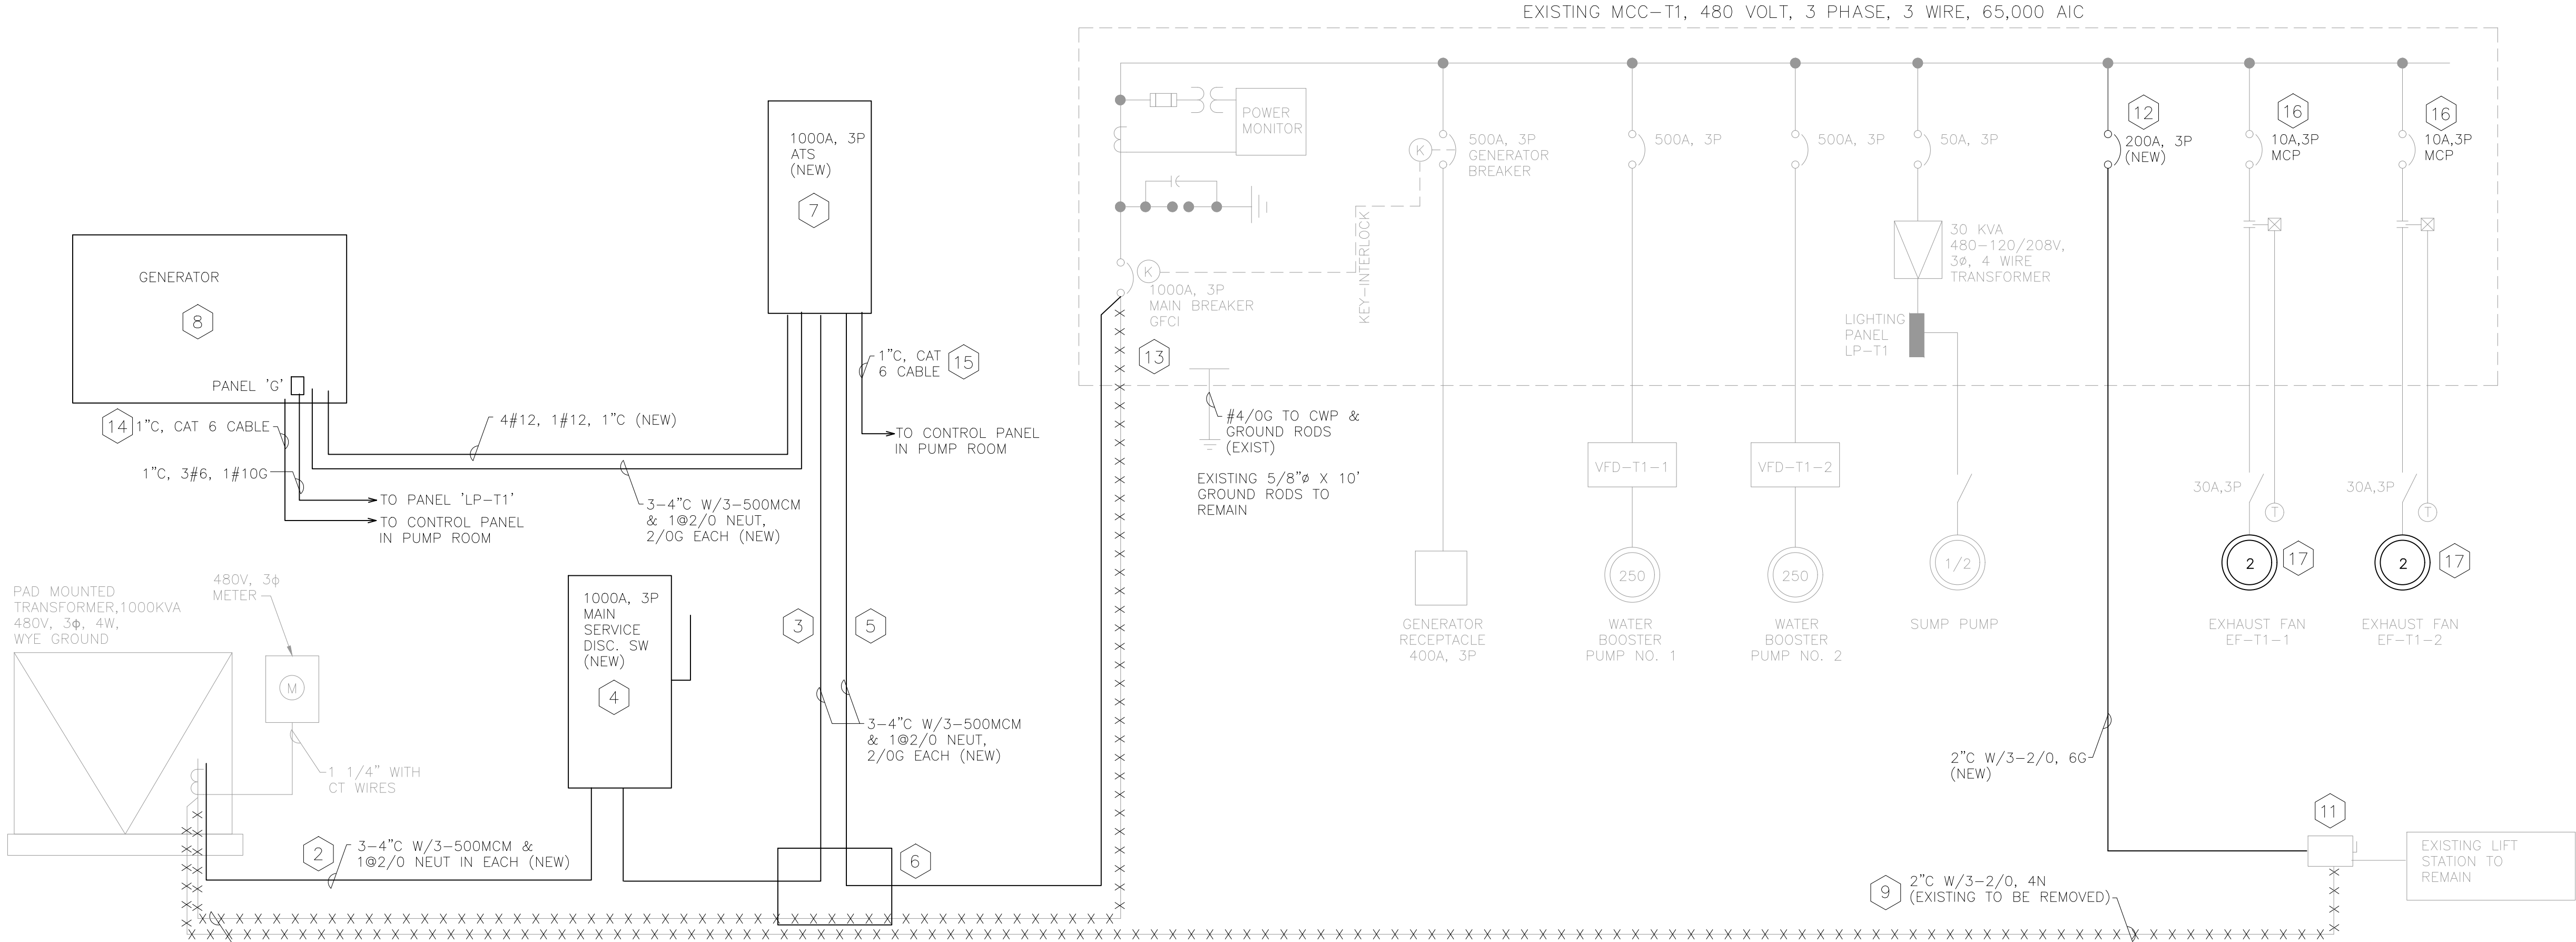 EXISTING MCC-T1, 480 VOLT, 3 PHASE, 3 WIRE, 65,000 AIC
1000A, 3P
ATS
(NEW)
7
GENERATOR
8
PANEL 'G'
14
1"C, CAT 6 CABLE
1"C, 3#6, 1#10G
4#12, 1#12, 1"C (NEW)
TO PANEL 'LP-T1'
TO CONTROL PANEL
IN PUMP ROOM
3-4"C W/3-500MCM
& 1@2/0 NEUT,
2/0G EACH (NEW)
1"C, CAT
6 CABLE
15
TO CONTROL PANEL
IN PUMP ROOM
POWER
MONITOR
K
1000A, 3P
MAIN BREAKER
GFCI
KEY-INTERLOCK
13
K
500A, 3P
GENERATOR
BREAKER
500A, 3P
500A, 3P
50A, 3P
12
200A, 3P
(NEW)
16
10A,3P
MCP
16
10A,3P
MCP
30 KVA
480-120/208V,
3ø, 4 WIRE
TRANSFORMER
LIGHTING
PANEL
LP-T1
#4/0G TO CWP &
GROUND RODS
(EXIST)
EXISTING 5/8"ø X 10'
GROUND RODS TO
REMAIN
VFD-T1-1
VFD-T1-2
30A,3P
T
30A,3P
T
250
250
1/2
2
17
2
17
GENERATOR
RECEPTACLE
400A, 3P
WATER
BOOSTER
PUMP NO. 1
WATER
BOOSTER
PUMP NO. 2
SUMP PUMP
EXHAUST FAN
EF-T1-1
EXHAUST FAN
EF-T1-2
PAD MOUNTED
TRANSFORMER,1000KVA
480V, 3ϕ, 4W,
WYE GROUND
480V, 3ϕ
METER
M
1 1/4" WITH
CT WIRES
1000A, 3P
MAIN
SERVICE
DISC. SW
(NEW)
4
3
5
3-4"C W/3-500MCM
& 1@2/0 NEUT,
2/0G EACH (NEW)
2
3-4"C W/3-500MCM &
1@2/0 NEUT IN EACH (NEW)
6
2"C W/3-2/0, 6G
(NEW)
11
EXISTING LIFT
STATION TO
REMAIN
9
2"C W/3-2/0, 4N
(EXISTING TO BE REMOVED)